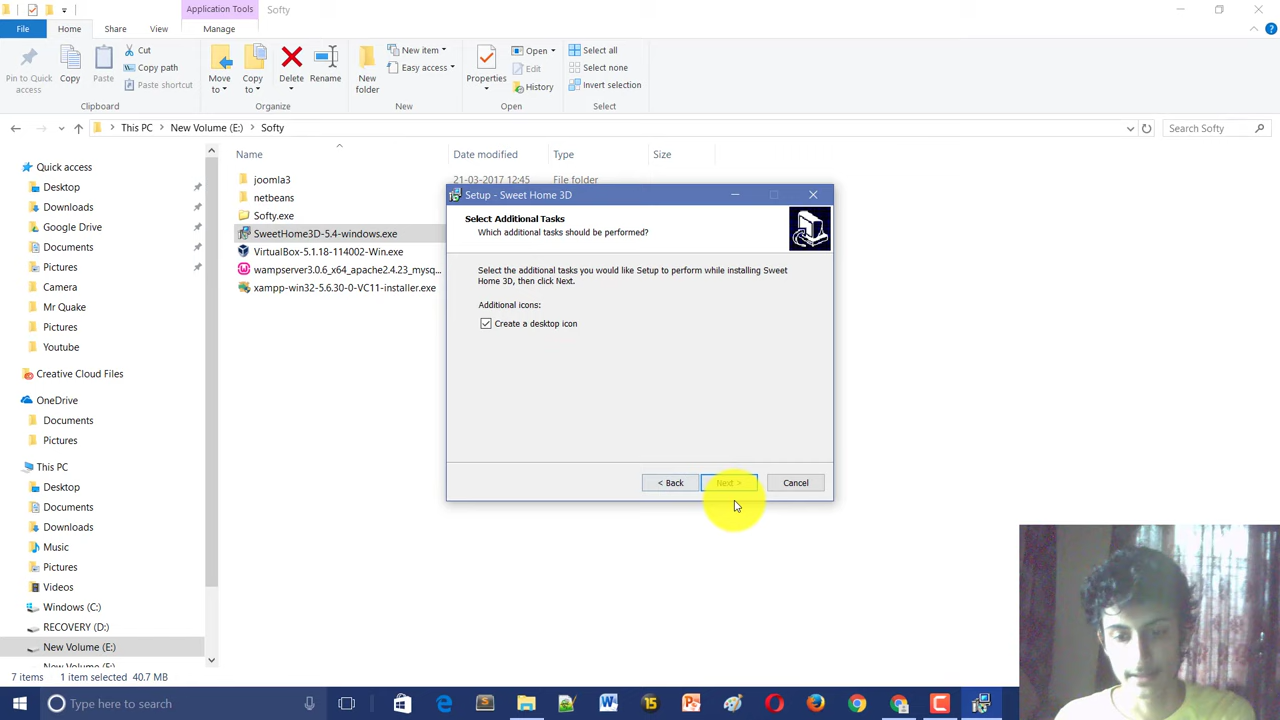 Application Tools
Softy
File
Home
Share
View
Manage
Pin to Quick
access
Copy
Paste
Cut
Copy path
Paste shortcut
Clipboard
Move
to
Copy
to
Delete
Rename
Organize
New
folder
New item
Easy access
New
Properties
Open
Edit
History
Open
Select all
Select none
Invert selection
Select
This PC
New Volume (E:)
Softy
Search Softy
Name
Date modified
Type
Size
Quick access
Desktop
Downloads
Google Drive
Documents
Pictures
Camera
Mr Quake
Pictures
Youtube
Creative Cloud Files
OneDrive
Documents
Pictures
This PC
Desktop
Documents
Downloads
Music
Pictures
Videos
Windows (C:)
RECOVERY (D:)
New Volume (E:)
New Volume (F:)
joomla3
21-03-2017 12:45
File folder
netbeans
Softy.exe
SweetHome3D-5.4-windows.exe
VirtualBox-5.1.18-114002-Win.exe
wampserver3.0.6_x64_apache2.4.23_mysq...
xampp-win32-5.6.30-0-VC11-installer.exe
Setup - Sweet Home 3D
Select Additional Tasks
Which additional tasks should be performed?
Select the additional tasks you would like Setup to perform while installing Sweet
Home 3D, then click Next.
Additional icons:
Create a desktop icon
< Back
Next >
Cancel
7 items
1 item selected 40.7 MB
Type here to search